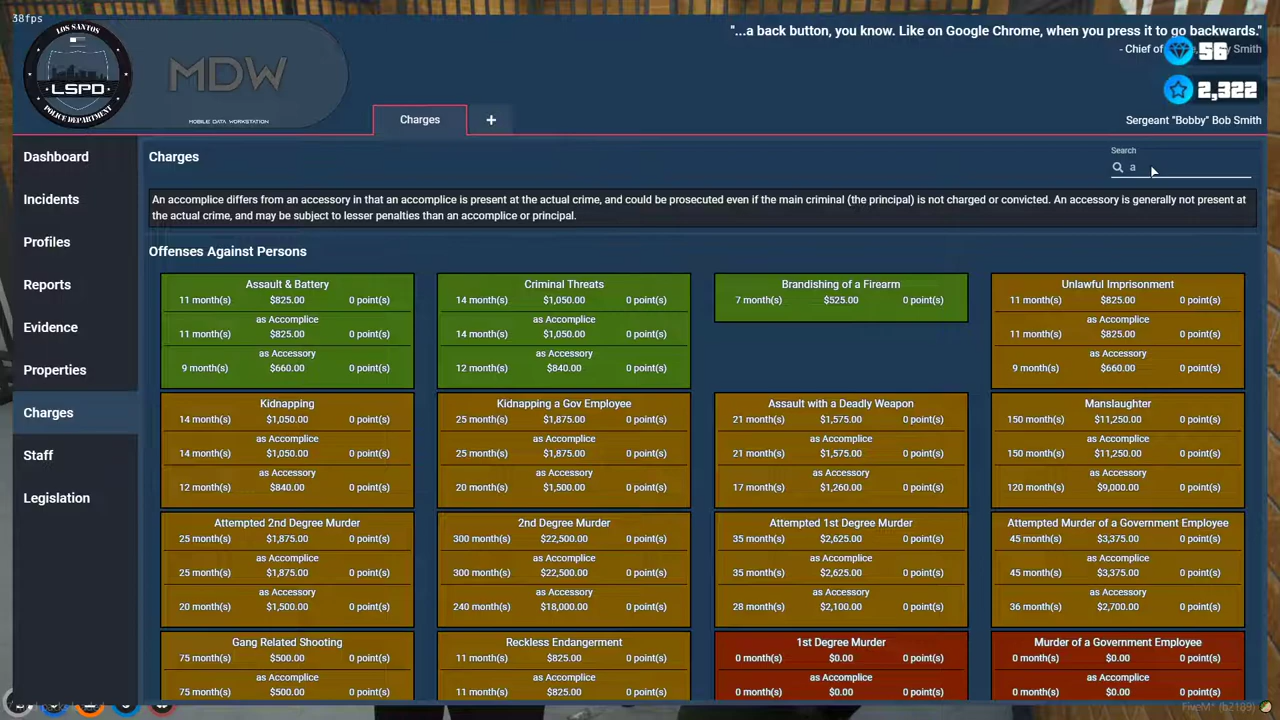 38fps
LOS SANTOS
LSPD
POLICE DEPARTMENT
MDW
MOBILE DATA WORKSTATION
"...a back button, you know. Like on Google Chrome, when you press it to go backwards."
- Chief of Smith
56
2,322
Sergeant "Bobby" Bob Smith
Charges +
Dashboard
Incidents
Profiles
Reports
Evidence
Properties
Charges
Staff
Legislation
Charges
Search
a
An accomplice differs from an accessory in that an accomplice is present at the actual crime, and could be prosecuted even if the main criminal (the principal) is not charged or convicted. An accessory is generally not present at
the actual crime, and may be subject to lesser penalties than an accomplice or principal.
Offenses Against Persons
Assault & Battery
11 month(s) $825.00 0 point(s)
as Accomplice
11 month(s) $825.00 0 point(s)
as Accessory
9 month(s) $660.00 0 point(s)
Criminal Threats
14 month(s) $1,050.00 0 point(s)
as Accomplice
14 month(s) $1,050.00 0 point(s)
as Accessory
12 month(s) $840.00 0 point(s)
Brandishing of a Firearm
7 month(s) $525.00 0 point(s)
Unlawful Imprisonment
11 month(s) $825.00 0 point(s)
as Accomplice
11 month(s) $825.00 0 point(s)
as Accessory
9 month(s) $660.00 0 point(s)
Kidnapping
14 month(s) $1,050.00 0 point(s)
as Accomplice
14 month(s) $1,050.00 0 point(s)
as Accessory
12 month(s) $840.00 0 point(s)
Kidnapping a Gov Employee
25 month(s) $1,875.00 0 point(s)
as Accomplice
25 month(s) $1,875.00 0 point(s)
as Accessory
20 month(s) $1,500.00 0 point(s)
Assault with a Deadly Weapon
21 month(s) $1,575.00 0 point(s)
as Accomplice
21 month(s) $1,575.00 0 point(s)
as Accessory
17 month(s) $1,260.00 0 point(s)
Manslaughter
150 month(s) $11,250.00 0 point(s)
as Accomplice
150 month(s) $11,250.00 0 point(s)
as Accessory
120 month(s) $9,000.00 0 point(s)
Attempted 2nd Degree Murder
25 month(s) $1,875.00 0 point(s)
as Accomplice
25 month(s) $1,875.00 0 point(s)
as Accessory
20 month(s) $1,500.00 0 point(s)
2nd Degree Murder
300 month(s) $22,500.00 0 point(s)
as Accomplice
300 month(s) $22,500.00 0 point(s)
as Accessory
240 month(s) $18,000.00 0 point(s)
Attempted 1st Degree Murder
35 month(s) $2,625.00 0 point(s)
as Accomplice
35 month(s) $2,625.00 0 point(s)
as Accessory
28 month(s) $2,100.00 0 point(s)
Attempted Murder of a Government Employee
45 month(s) $3,375.00 0 point(s)
as Accomplice
45 month(s) $3,375.00 0 point(s)
as Accessory
36 month(s) $2,700.00 0 point(s)
Gang Related Shooting
75 month(s) $500.00 0 point(s)
as Accomplice
75 month(s) $500.00 0 point(s)
Reckless Endangerment
11 month(s) $825.00 0 point(s)
as Accomplice
11 month(s) $825.00 0 point(s)
1st Degree Murder
0 month(s) $0.00 0 point(s)
as Accomplice
0 month(s) $0.00 0 point(s)
Murder of a Government Employee
0 month(s) $0.00 0 point(s)
as Accomplice
0 month(s) $0.00 0 point(s)
FiveM* (b2189)